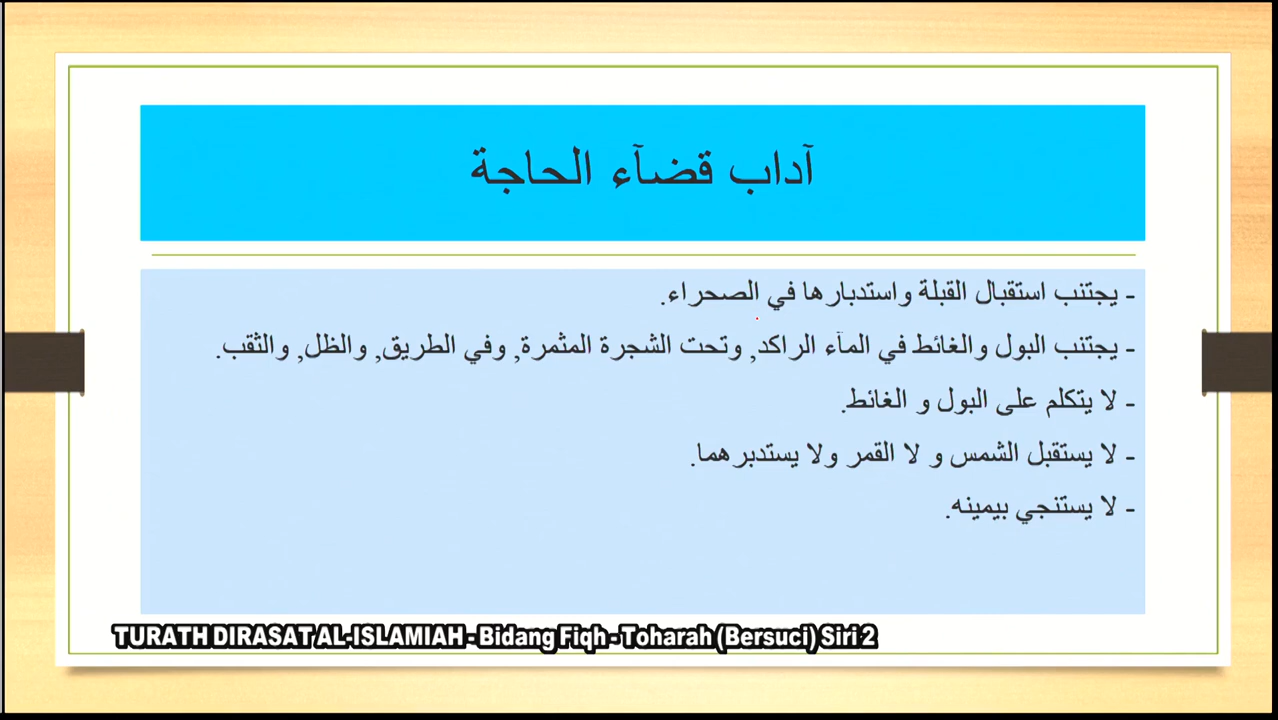 آداب قضآء الحاجة
- يجتنب استقبال القبلة واستدبارها في الصحراء.
- يجتنب البول والغائط في المآء الراكد, وتحت الشجرة المثمرة, وفي الطريق, والظل, والثقب.
- لا يتكلم على البول و الغائط.
- لا يستقبل الشمس و لا القمر ولا يستدبرهما.
- لا يستنجي بيمينه.
TURATH DIRASAT AL-ISLAMIAH - Bidang Fiqh - Toharah (Bersuci) Siri 2